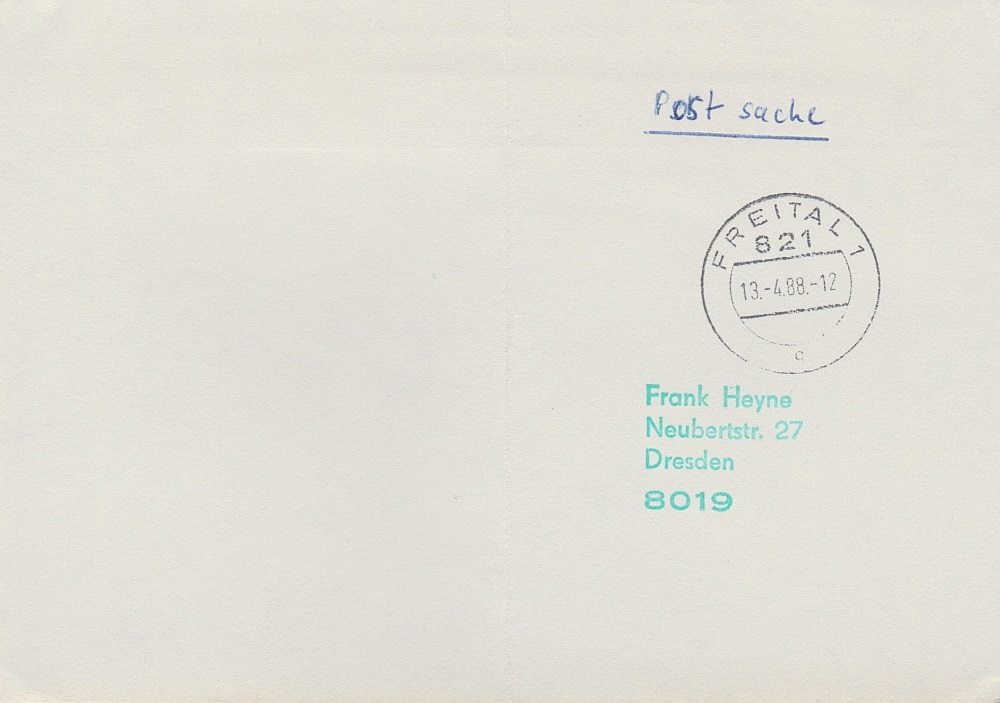 Post sache
FREITAL 1
821
13.-4.88.-12
a
Frank Heyne
Neubertstr. 27
Dresden
8019